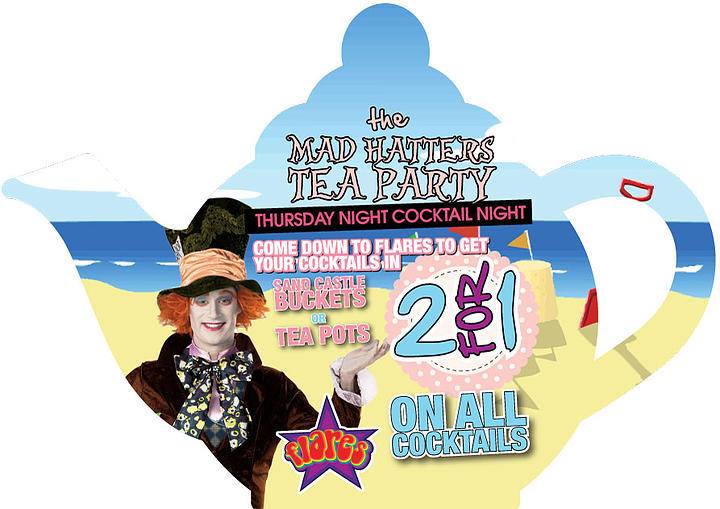 the
MAD HATTERS
TEA PARTY
THURSDAY NIGHT COCKTAIL NIGHT
COME DOWN TO FLARES TO GET
YOUR COCKTAILS IN
SAND CASTLE
BUCKETS
OR
TEA POTS
2 FOR 1
ON ALL
COCKTAILS
flares